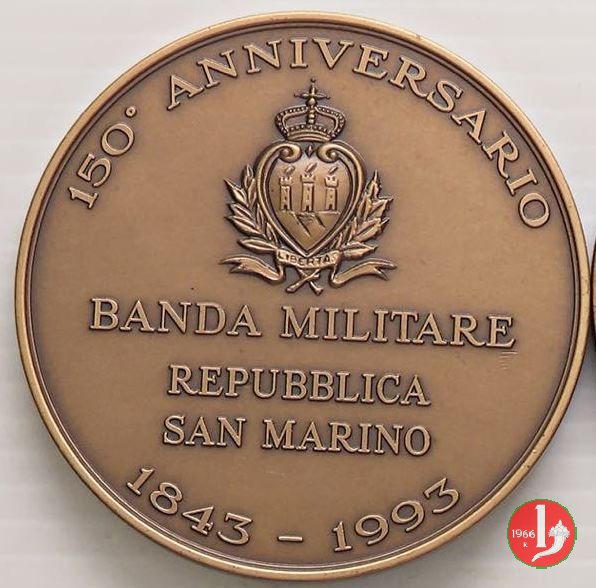 150° ANNIVERSARIO
LIBERTAS
BANDA MILITARE
REPUBBLICA
SAN MARINO
1843 - 1993
1966